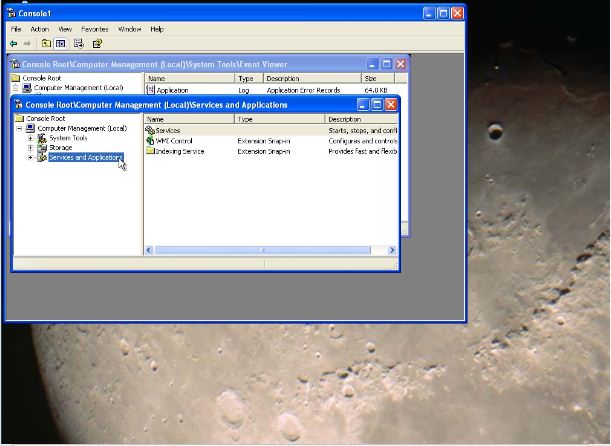 Console1
File Action View Favorites Window Help
Console Root\Computer Management (Local)\System Tools\Event Viewer
Console Root
Computer Management (Local)
Name Type Description Size
Application Log Application Error Records 64.0 KB
Console Root\Computer Management (Local)\Services and Applications
Console Root
Computer Management (Local)
System Tools
Storage
Services and Applications
Name Type Description
Services Starts, stops, and confi
WMI Control Extension Snap-in Configures and controls
Indexing Service Extension Snap-in Provides fast and flexib